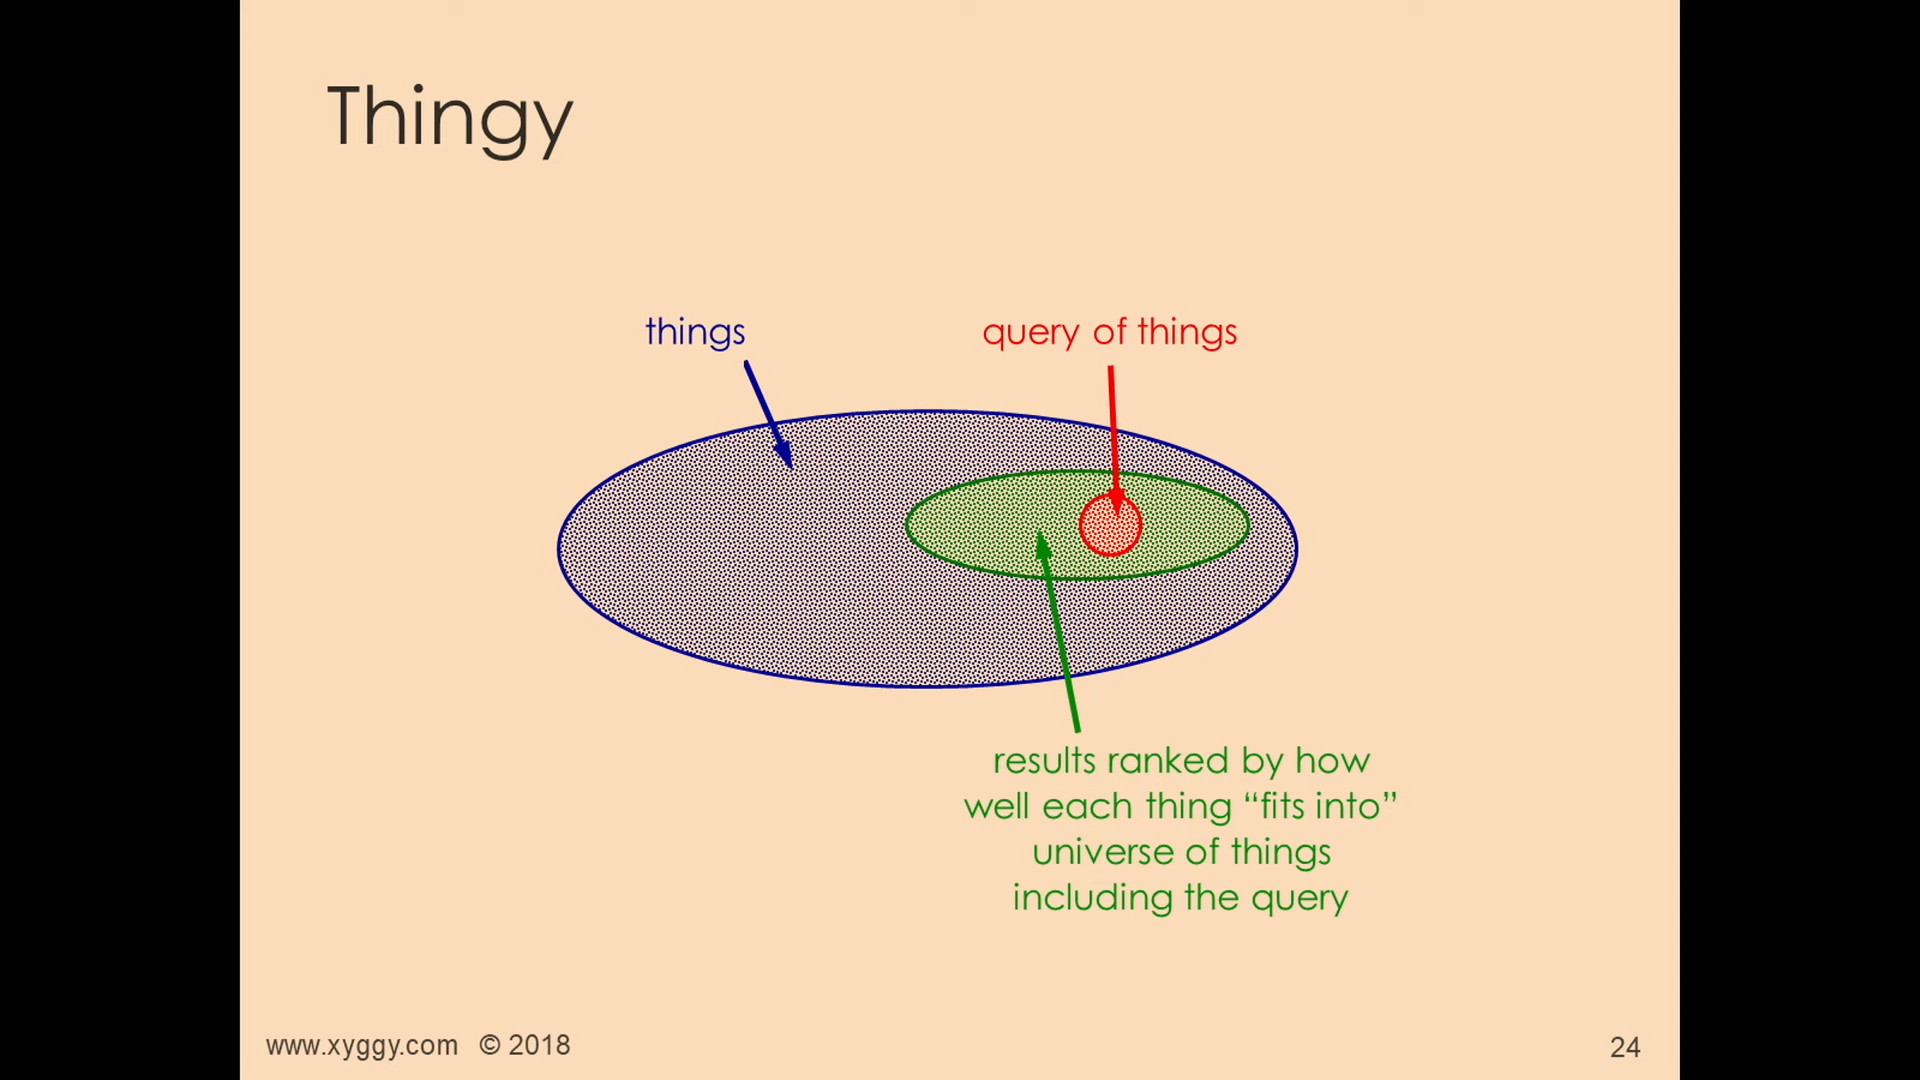 Thingy
things
query of things
results ranked by how
well each thing “fits into”
universe of things
including the query
www.xyggy.com © 2018
24